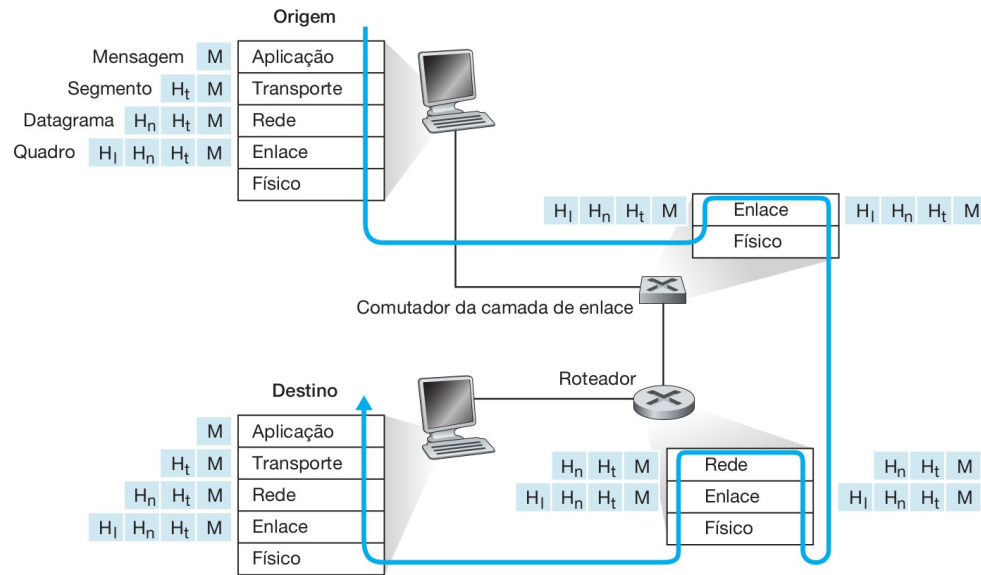 Origem
Mensagem M Aplicação
Segmento Ht M Transporte
Datagrama Hn Ht M Rede
Quadro Hl Hn Ht M Enlace
Físico
Hl Hn Ht M Enlace Hl Hn Ht M
Físico
Comutador da camada de enlace
Roteador
Destino
M Aplicação
Ht M Transporte
Hn Ht M Rede
Hl Hn Ht M Enlace
Físico
Hn Ht M Rede Hn Ht M
Hl Hn Ht M Enlace Hl Hn Ht M
Físico